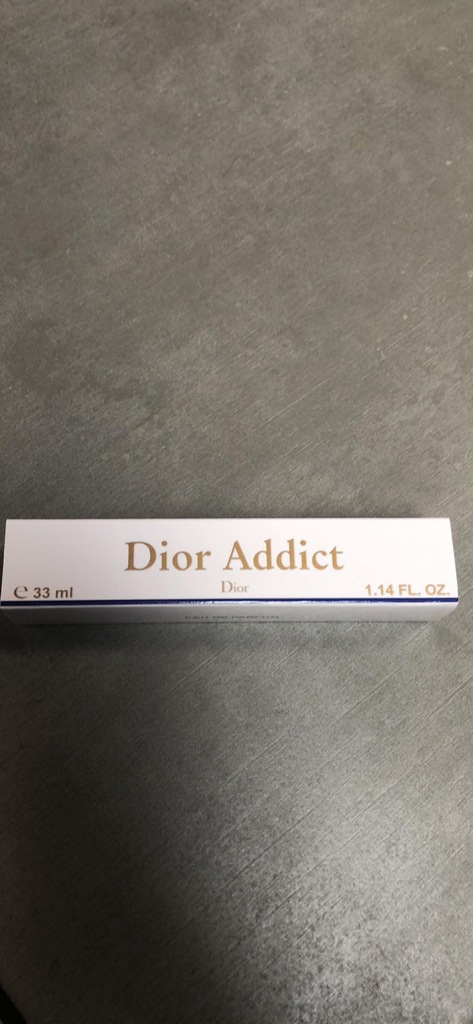 Dior Addict
Dior
℮ 33 ml
1.14 FL. OZ.